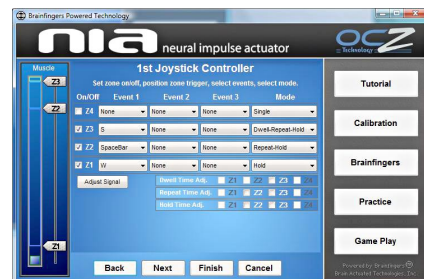 Brainfingers Powered Technology
nia neural impulse actuator
OCZ
Technology
Muscle
1st Joystick Controller
Set zone on/off, position zone trigger, select events, select mode.
On/Off Event 1 Event 2 Event 3 Mode
Z4 None None None Single
Z3 S None None Dwell-Repeat-Hold
Z2 SpaceBar None None Repeat-Hold
Z1 W None None Hold
Adjust Signal
Dwell Time Adj. Z1 Z2 Z3 Z4
Repeat Time Adj. Z1 Z2 Z3 Z4
Hold Time Adj. Z1 Z2 Z3 Z4
Z3
Z2
Z1
Back Next Finish Cancel
Tutorial
Calibration
Brainfingers
Practice
Game Play
Powered by Brainfingers
Brain Actuated Technologies, Inc